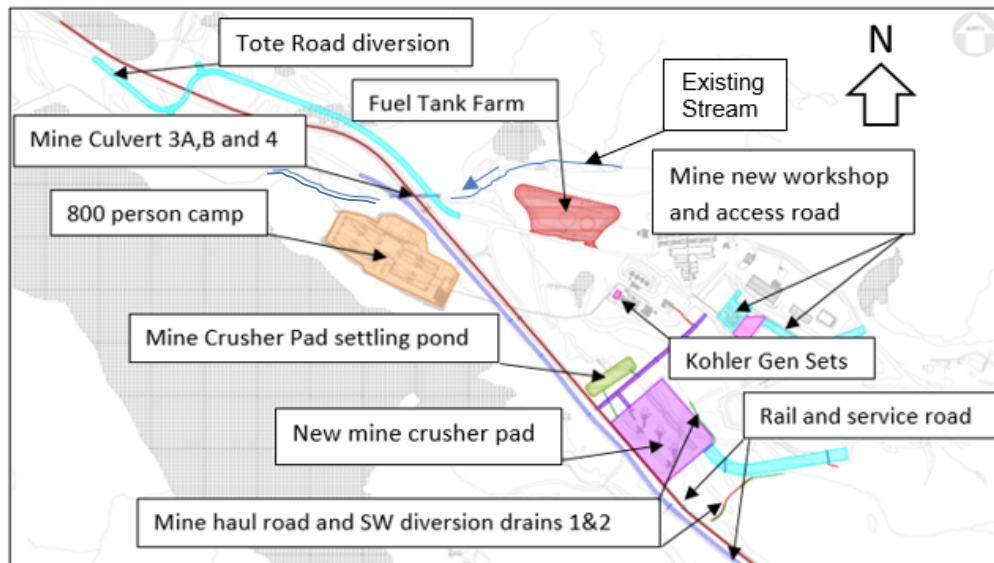 Tote Road diversion
N
Fuel Tank Farm
Existing
Stream
Mine Culvert 3A,B and 4
Mine new workshop
and access road
800 person camp
Mine Crusher Pad settling pond
Kohler Gen Sets
New mine crusher pad
Rail and service road
Mine haul road and SW diversion drains 1&2